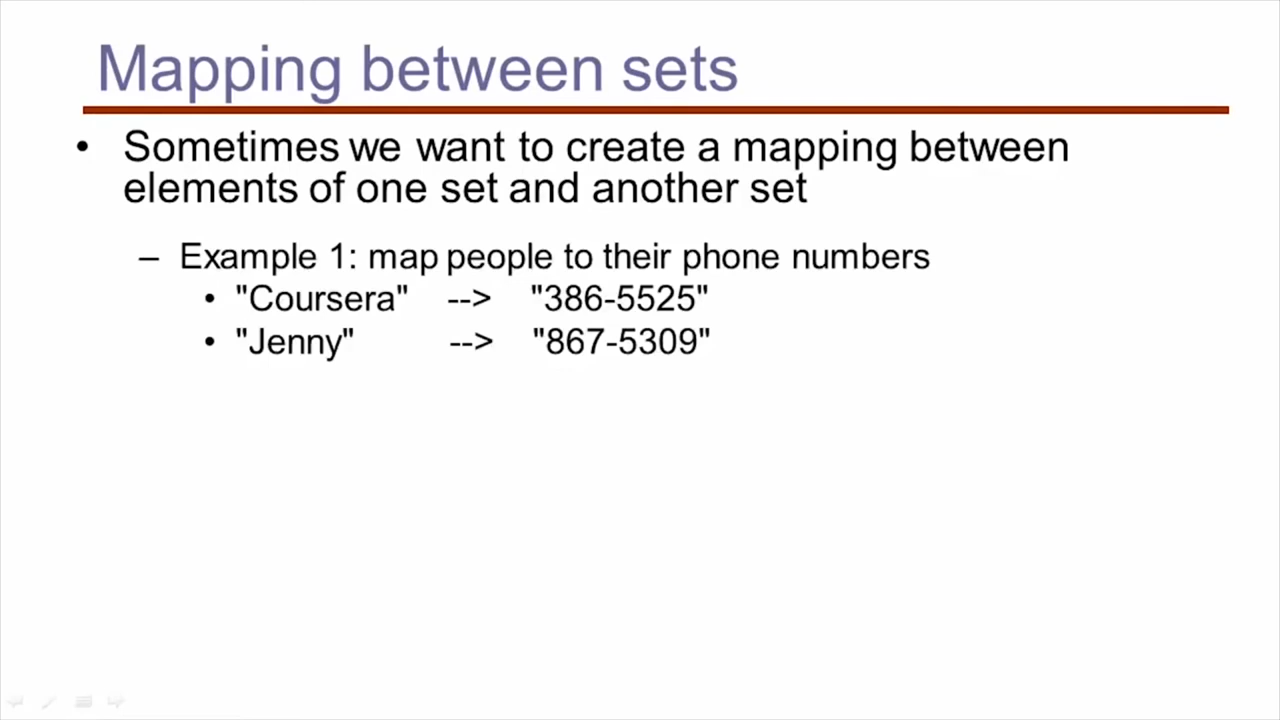 Mapping between sets
• Sometimes we want to create a mapping between
elements of one set and another set
– Example 1: map people to their phone numbers
• "Coursera" --> "386-5525"
• "Jenny" --> "867-5309"